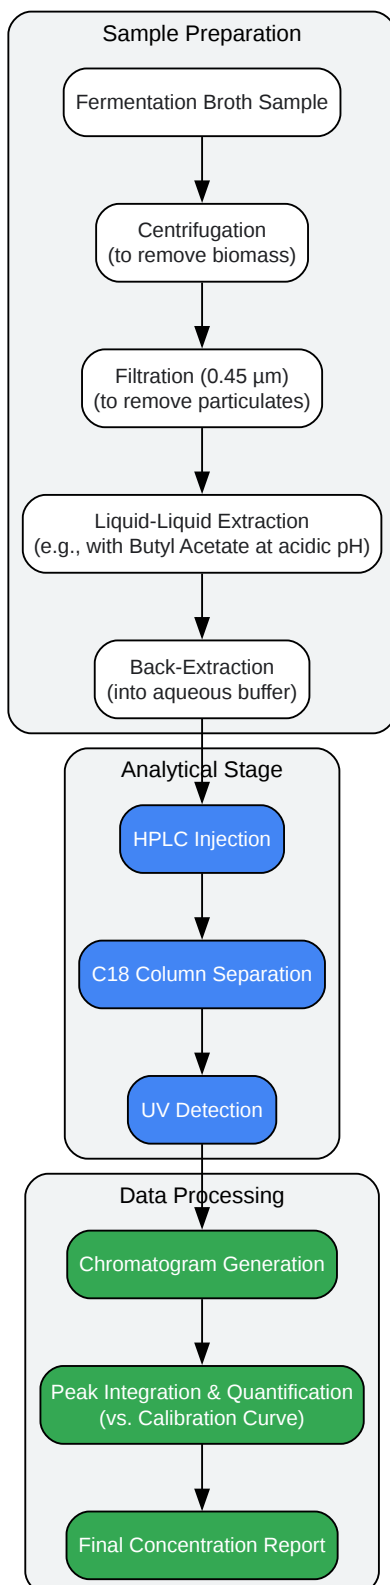 Sample Preparation
Fermentation Broth Sample
Centrifugation
(to remove biomass)
Filtration (0.45 µm)
(to remove particulates)
Liquid-Liquid Extraction
(e.g., with Butyl Acetate at acidic pH)
Back-Extraction
(into aqueous buffer)
Analytical Stage
HPLC Injection
C18 Column Separation
UV Detection
Data Processing
Chromatogram Generation
Peak Integration & Quantification
(vs. Calibration Curve)
Final Concentration Report